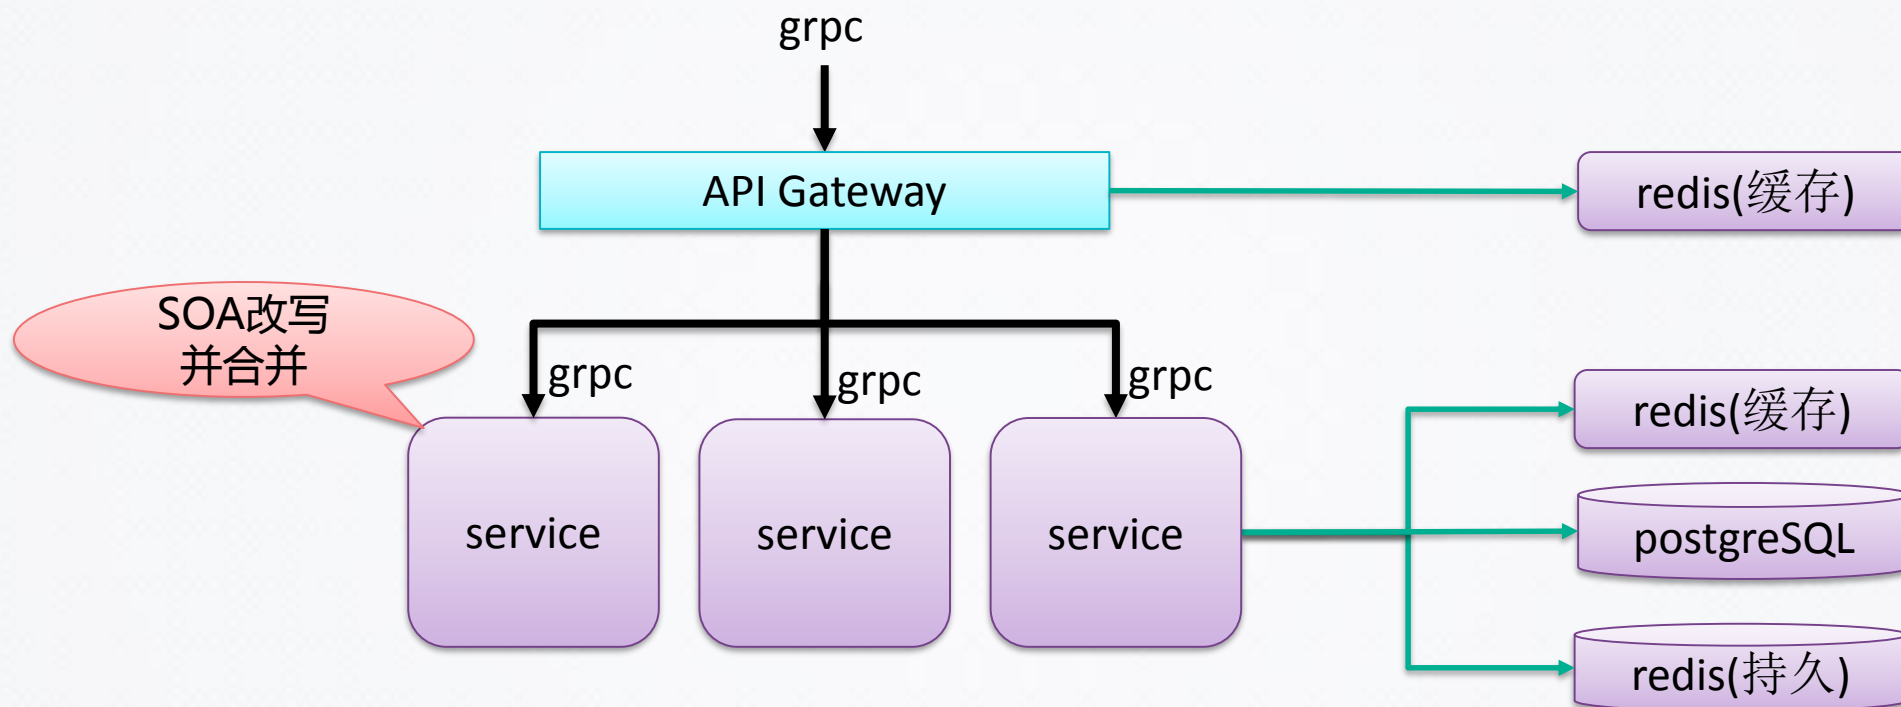 grpc
API Gateway
redis(缓存)
SOA改写
并合并
grpc
grpc
grpc
redis(缓存)
service
service
service
postgreSQL
redis(持久)